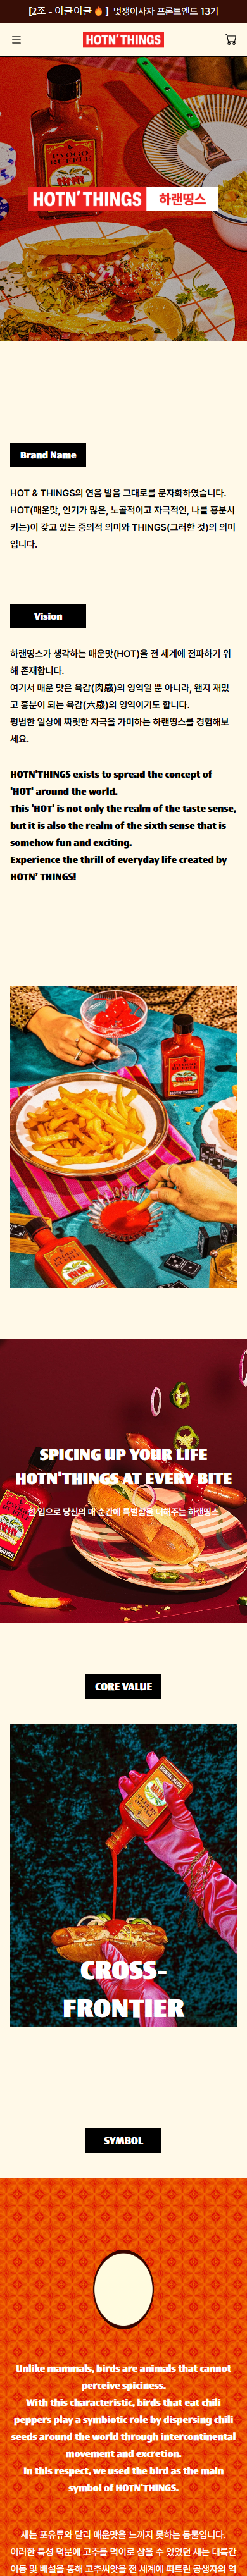 [2조 - 이글이글🔥] 멋쟁이사자 프론트엔드 13기
HOTN' THINGS
HOTN' THINGS 하랜띵스
Brand Name
HOT & THINGS의 연음 발음 그대로를 문자화하였습니다.
HOT(매운맛, 인기가 많은, 노골적이고 자극적인, 나를 흥분시
키는)이 갖고 있는 중의적 의미와 THINGS(그러한 것)의 의미
입니다.
Vision
하랜띵스가 생각하는 매운맛(HOT)을 전 세계에 전파하기 위
해 존재합니다.
여기서 매운 맛은 육감(肉感)의 영역일 뿐 아니라, 왠지 재밌
고 흥분이 되는 육감(六感)의 영역이기도 합니다.
평범한 일상에 짜릿한 자극을 가미하는 하랜띵스를 경험해보
세요.
HOTN'THINGS exists to spread the concept of
'HOT' around the world.
This 'HOT' is not only the realm of the taste sense,
but it is also the realm of the sixth sense that is
somehow fun and exciting.
Experience the thrill of everyday life created by
HOTN' THINGS!
SPICING UP YOUR LIFE
HOTN'THINGS AT EVERY BITE
한 입으로 당신의 매 순간에 특별함을 더해주는 하랜띵스
CORE VALUE
CROSS-
FRONTIER
SYMBOL
Unlike mammals, birds are animals that cannot
perceive spiciness.
With this characteristic, birds that eat chili
peppers play a symbiotic role by dispersing chili
seeds around the world through intercontinental
movement and excretion.
In this respect, we used the bird as the main
symbol of HOTN'THINGS.
새는 포유류와 달리 매운맛을 느끼지 못하는 동물입니다.
이러한 특성 덕분에 고추를 먹이로 삼을 수 있었던 새는 대륙간
이동 및 배설을 통해 고추씨앗을 전 세계에 퍼트린 공생자의 역